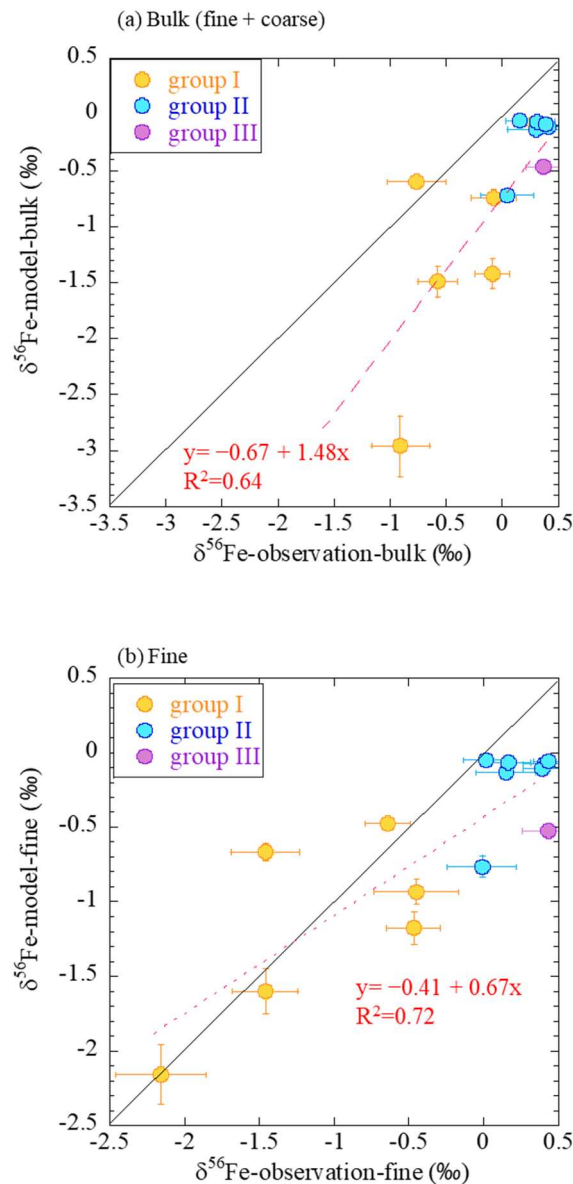 (a) Bulk (fine + coarse)
0.5
group I
group II
group III
0
-0.5
-1
-1.5
-2
-2.5
-3
-3.5
δ⁵⁶Fe-model-bulk (‰)
y= −0.67 + 1.48x
R²=0.64
-3.5 -3 -2.5 -2 -1.5 -1 -0.5 0 0.5
δ⁵⁶Fe-observation-bulk (‰)
(b) Fine
0.5
group I
group II
group III
0
-0.5
-1
-1.5
-2
-2.5
δ⁵⁶Fe-model-fine (‰)
y= −0.41 + 0.67x
R²=0.72
-2.5 -2 -1.5 -1 -0.5 0 0.5
δ⁵⁶Fe-observation-fine (‰)